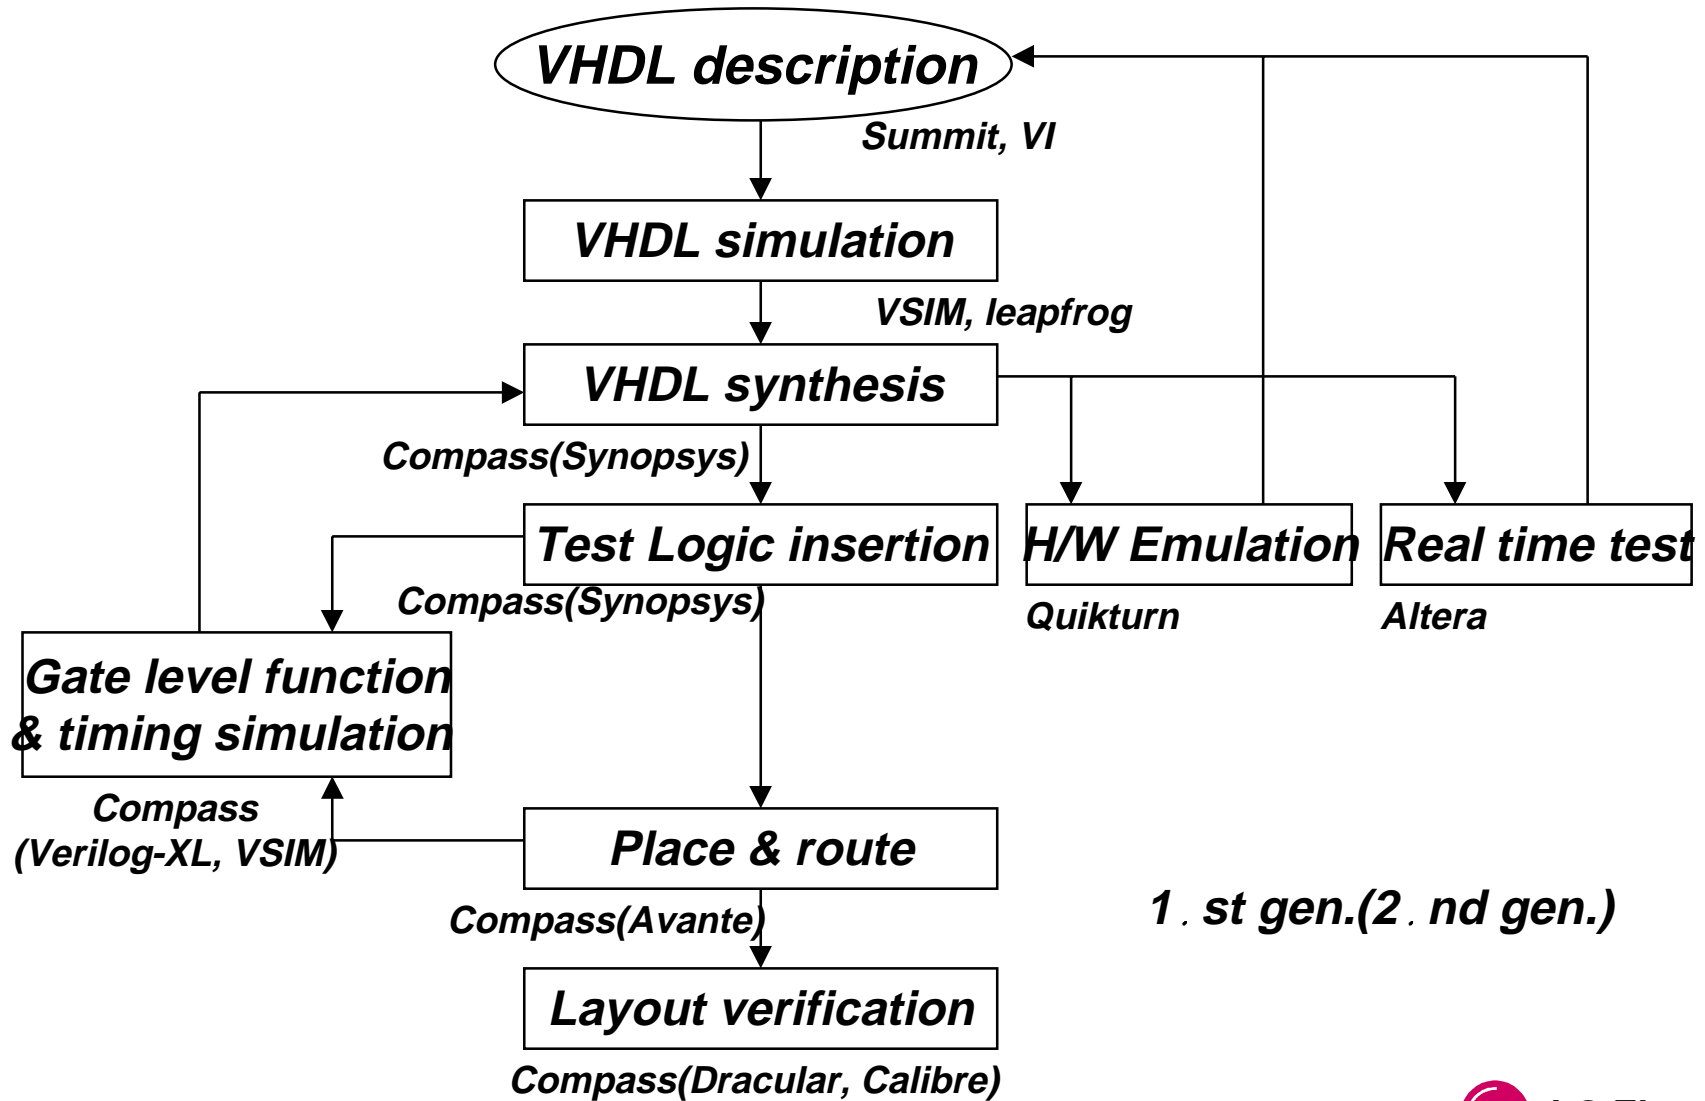 VHDL description
Summit, VI
VHDL simulation
VSIM, leapfrog
VHDL synthesis
Compass(Synopsys)
Test Logic insertion
H/W Emulation
Real time test
Compass(Synopsys)
Quikturn
Altera
Gate level function
& timing simulation
Compass
(Verilog-XL, VSIM)
Place & route
Compass(Avante)
1. st gen.(2. nd gen.)
Layout verification
Compass(Dracular, Calibre)